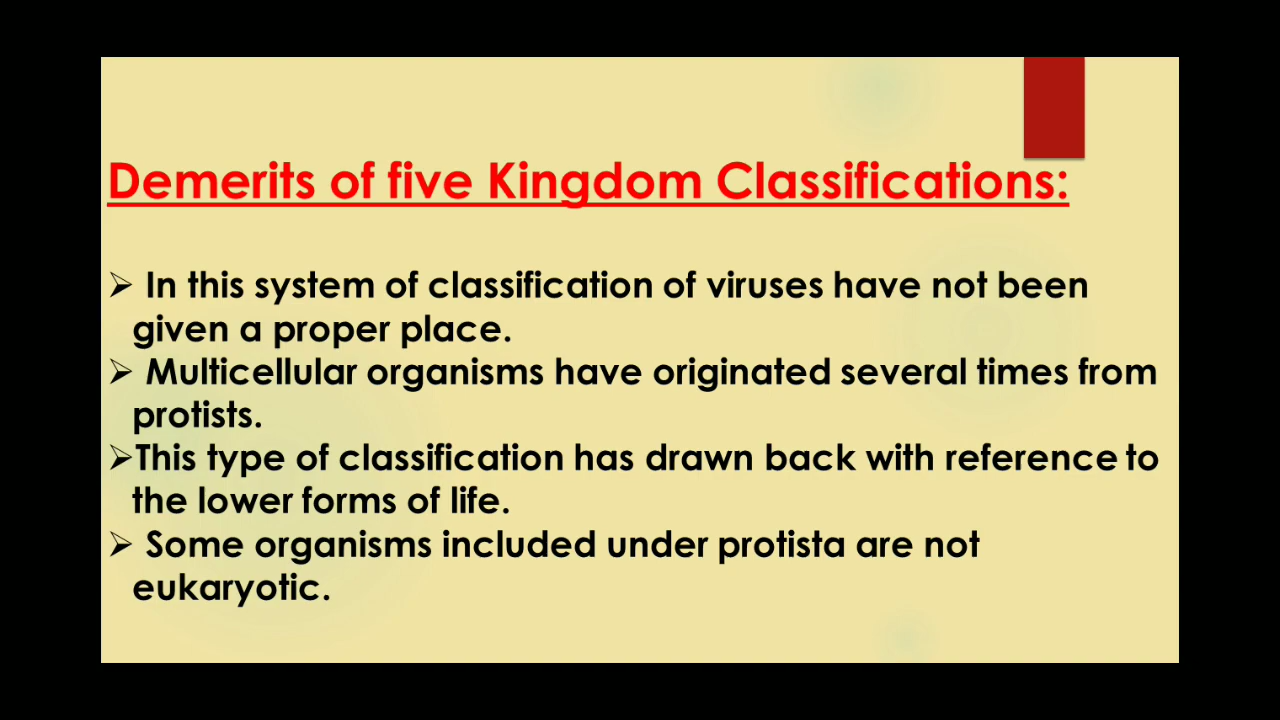 Demerits of five Kingdom Classifications:
➢ In this system of classification of viruses have not been
given a proper place.
➢ Multicellular organisms have originated several times from
protists.
➢This type of classification has drawn back with reference to
the lower forms of life.
➢ Some organisms included under protista are not
eukaryotic.